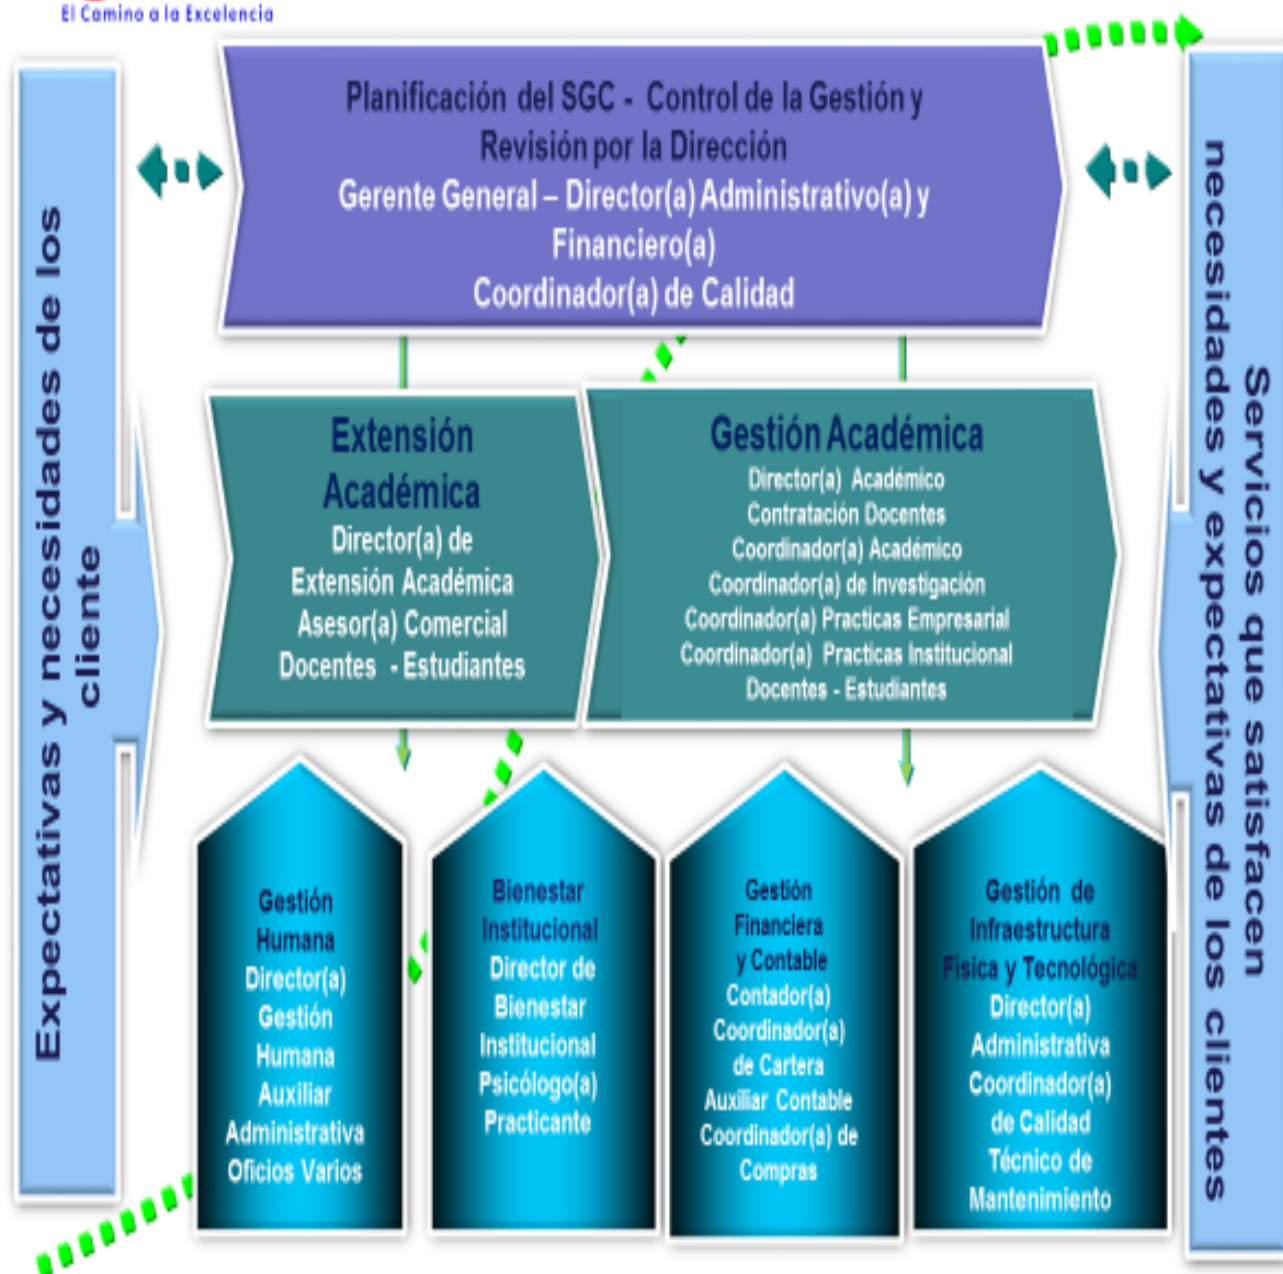 El Camino a la Excelencia
Expectativas y necesidades de los
cliente
Planificación del SGC - Control de la Gestión y
Revisión por la Dirección
Gerente General – Director(a) Administrativo(a) y
Financiero(a)
Coordinador(a) de Calidad
Extensión
Académica
Director(a) de
Extensión Académica
Asesor(a) Comercial
Docentes - Estudiantes
Gestión Académica
Director(a) Académico
Contratación Docentes
Coordinador(a) Académico
Coordinador(a) de Investigación
Coordinador(a) Practicas Empresarial
Coordinador(a) Practicas Institucional
Docentes - Estudiantes
Gestión
Humana
Director(a)
Gestión
Humana
Auxiliar
Administrativa
Oficios Varios
Bienestar
Institucional
Director de
Bienestar
Institucional
Psicólogo(a)
Practicante
Gestión
Financiera
y Contable
Contador(a)
Coordinador(a)
de Cartera
Auxiliar Contable
Coordinador(a) de
Compras
Gestión de
Infraestructura
Física y Tecnológica
Director(a)
Administrativa
Coordinador(a)
de Calidad
Técnico de
Mantenimiento
Servicios que satisfacen
necesidades y expectativas de los clientes